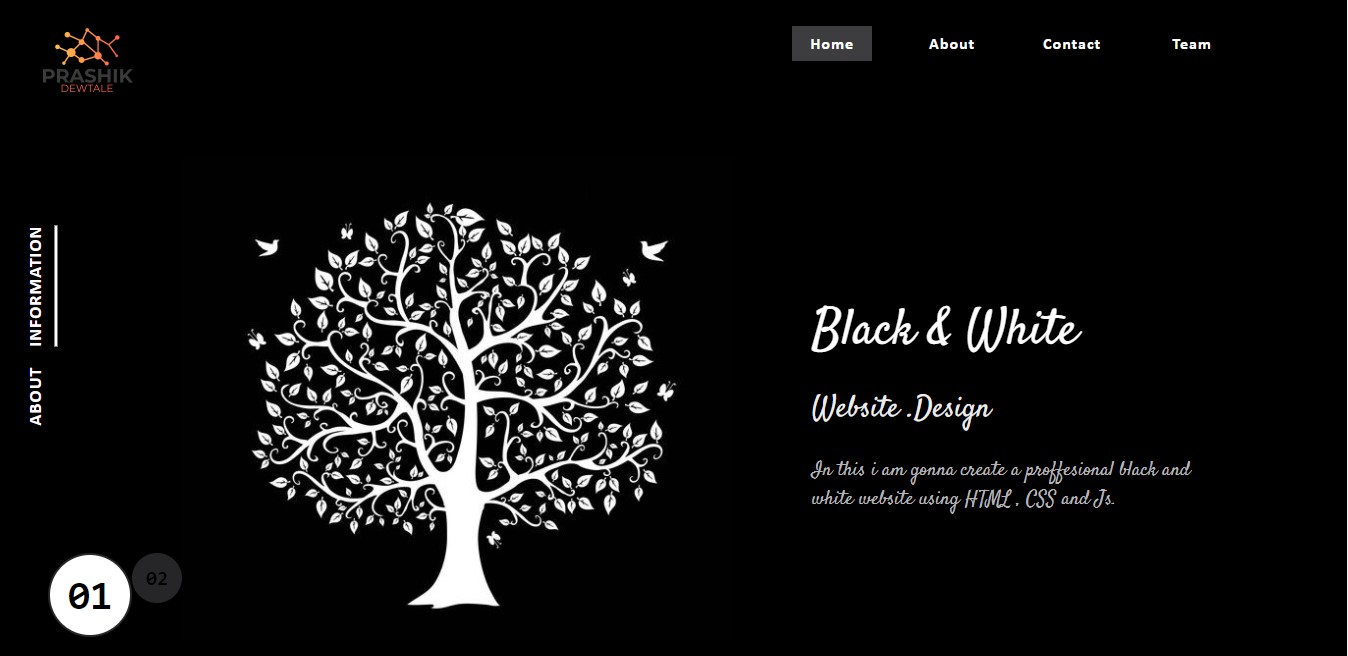 PRASHIK
DEWTALE
Home
About
Contact
Team
INFORMATION
ABOUT
Black & White
Website .Design
In this i am gonna create a proffesional black and
white website using HTML , CSS and Js.
01
02